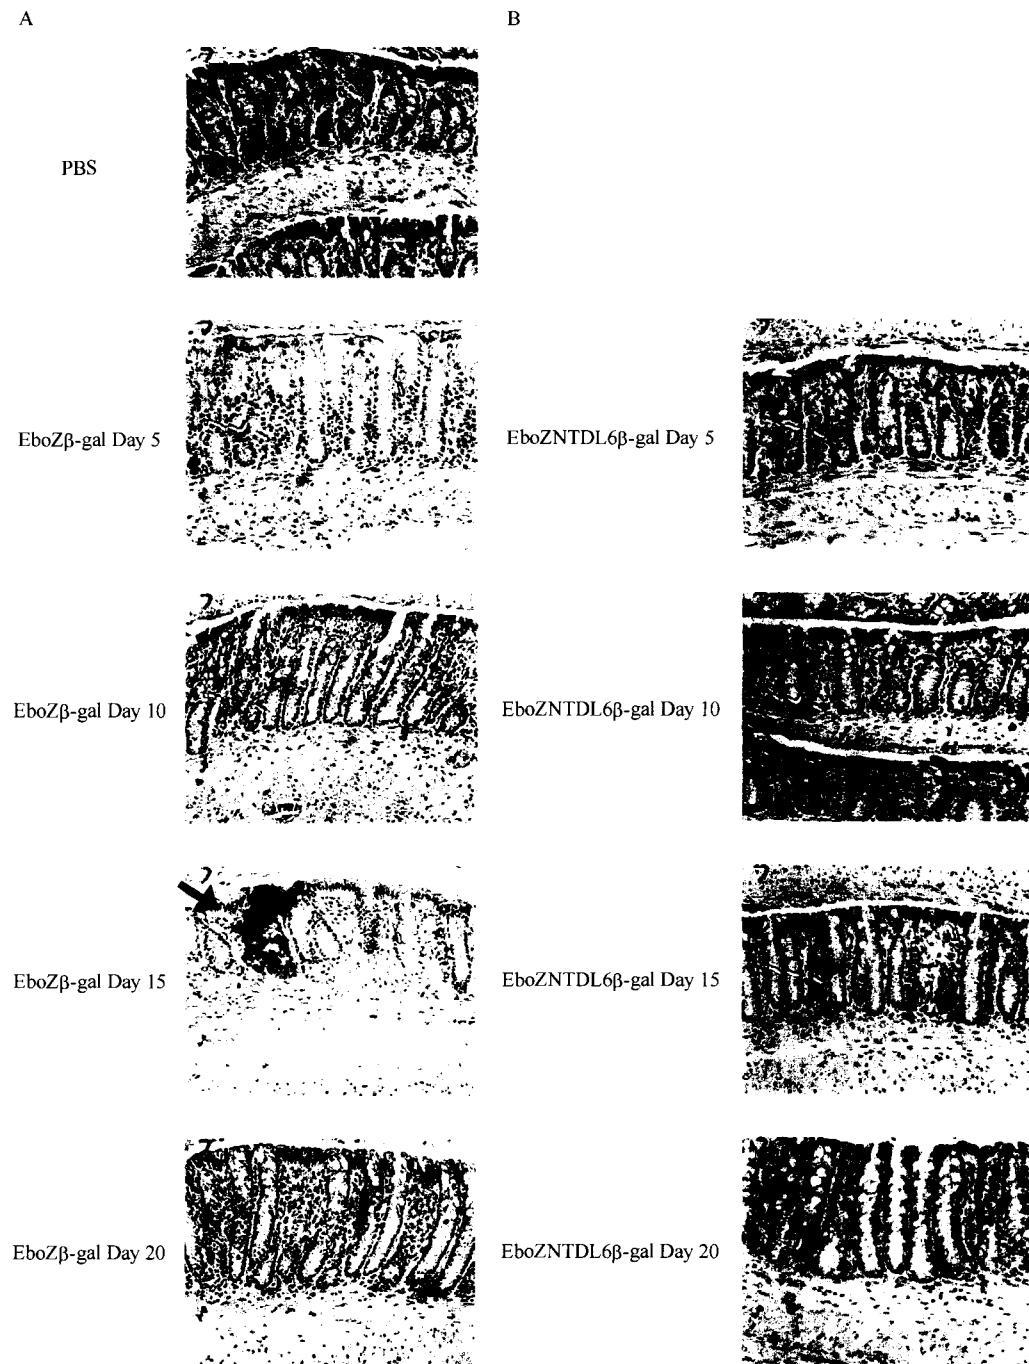 A
B
PBS
EboZβ-gal Day 5
EboZNTDL6β-gal Day 5
EboZβ-gal Day 10
EboZNTDL6β-gal Day 10
EboZβ-gal Day 15
EboZNTDL6β-gal Day 15
EboZβ-gal Day 20
EboZNTDL6β-gal Day 20